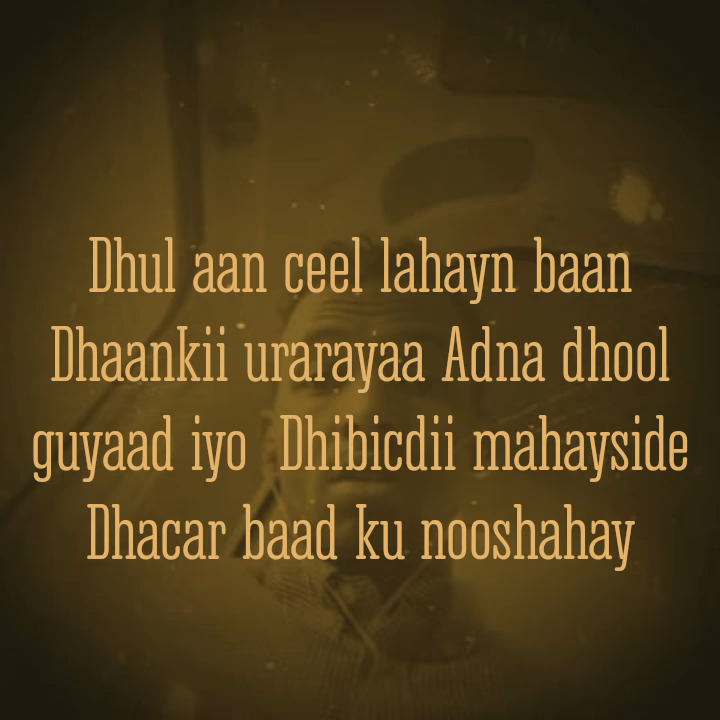 Dhul aan ceel lahayn baan
Dhaankii urarayaa Adna dhool
guyaad iyo Dhibicdii mahayside
Dhacar baad ku nooshahay